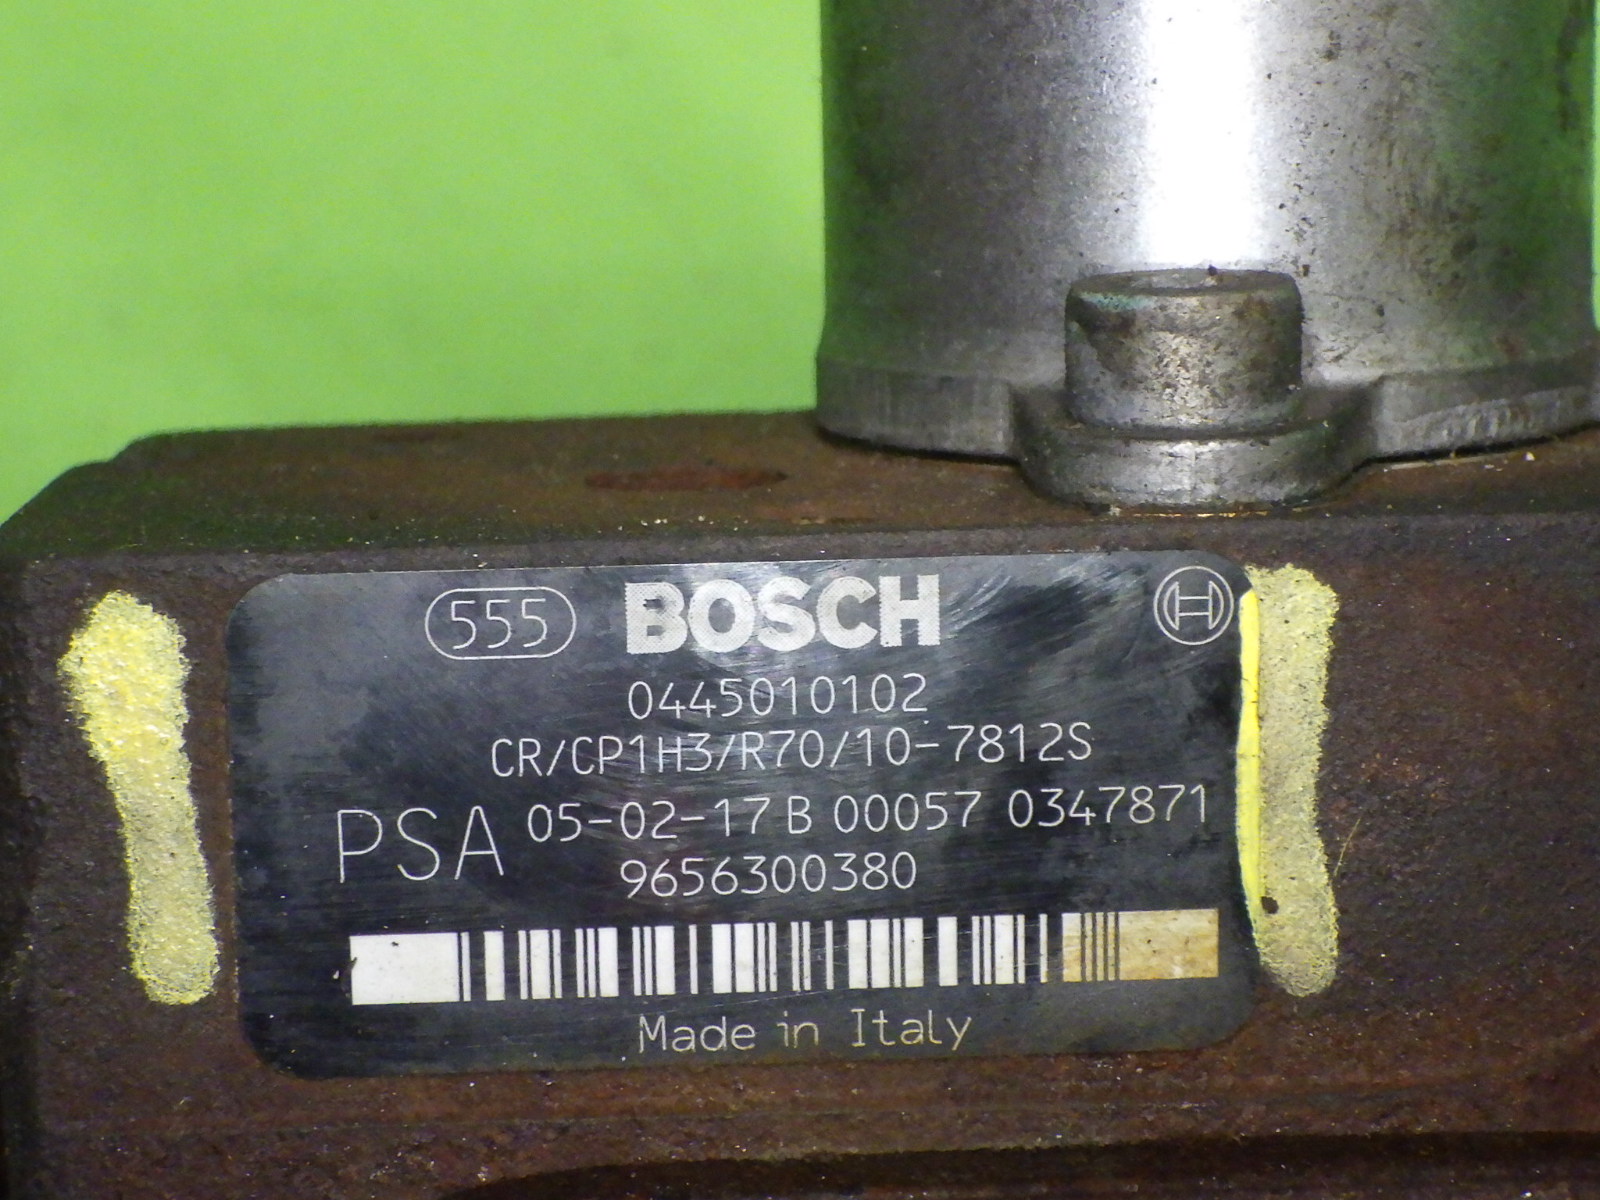 555 BOSCH
0445010102
CR/CP1H3/R70/10-7812S
PSA 05-02-17 B 00057 0347871
9656300380
Made in Italy